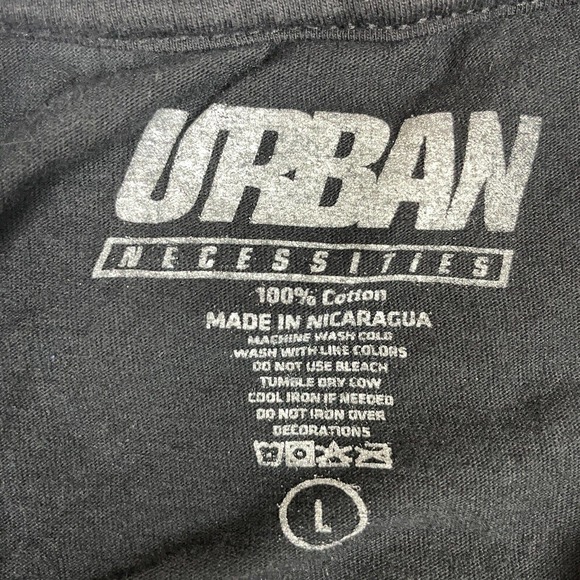 URBAN
NECESSITIES
100% Cotton
MADE IN NICARAGUA
MACHINE WASH COLD
WASH WITH LIKE COLORS
DO NOT USE BLEACH
TUMBLE DRY LOW
COOL IRON IF NEEDED
DO NOT IRON OVER
DECORATIONS
L